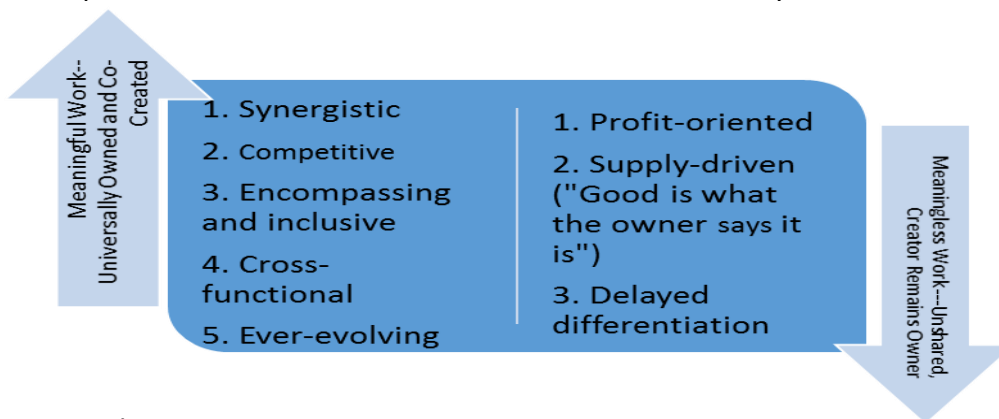 Meaningful Work--
Universally Owned and Co-
Created
1. Synergistic
2. Competitive
3. Encompassing
and inclusive
4. Cross-
functional
5. Ever-evolving
1. Profit-oriented
2. Supply-driven
("Good is what
the owner says it
is")
3. Delayed
differentiation
Meaningless Work---Unshared,
Creator Remains Owner